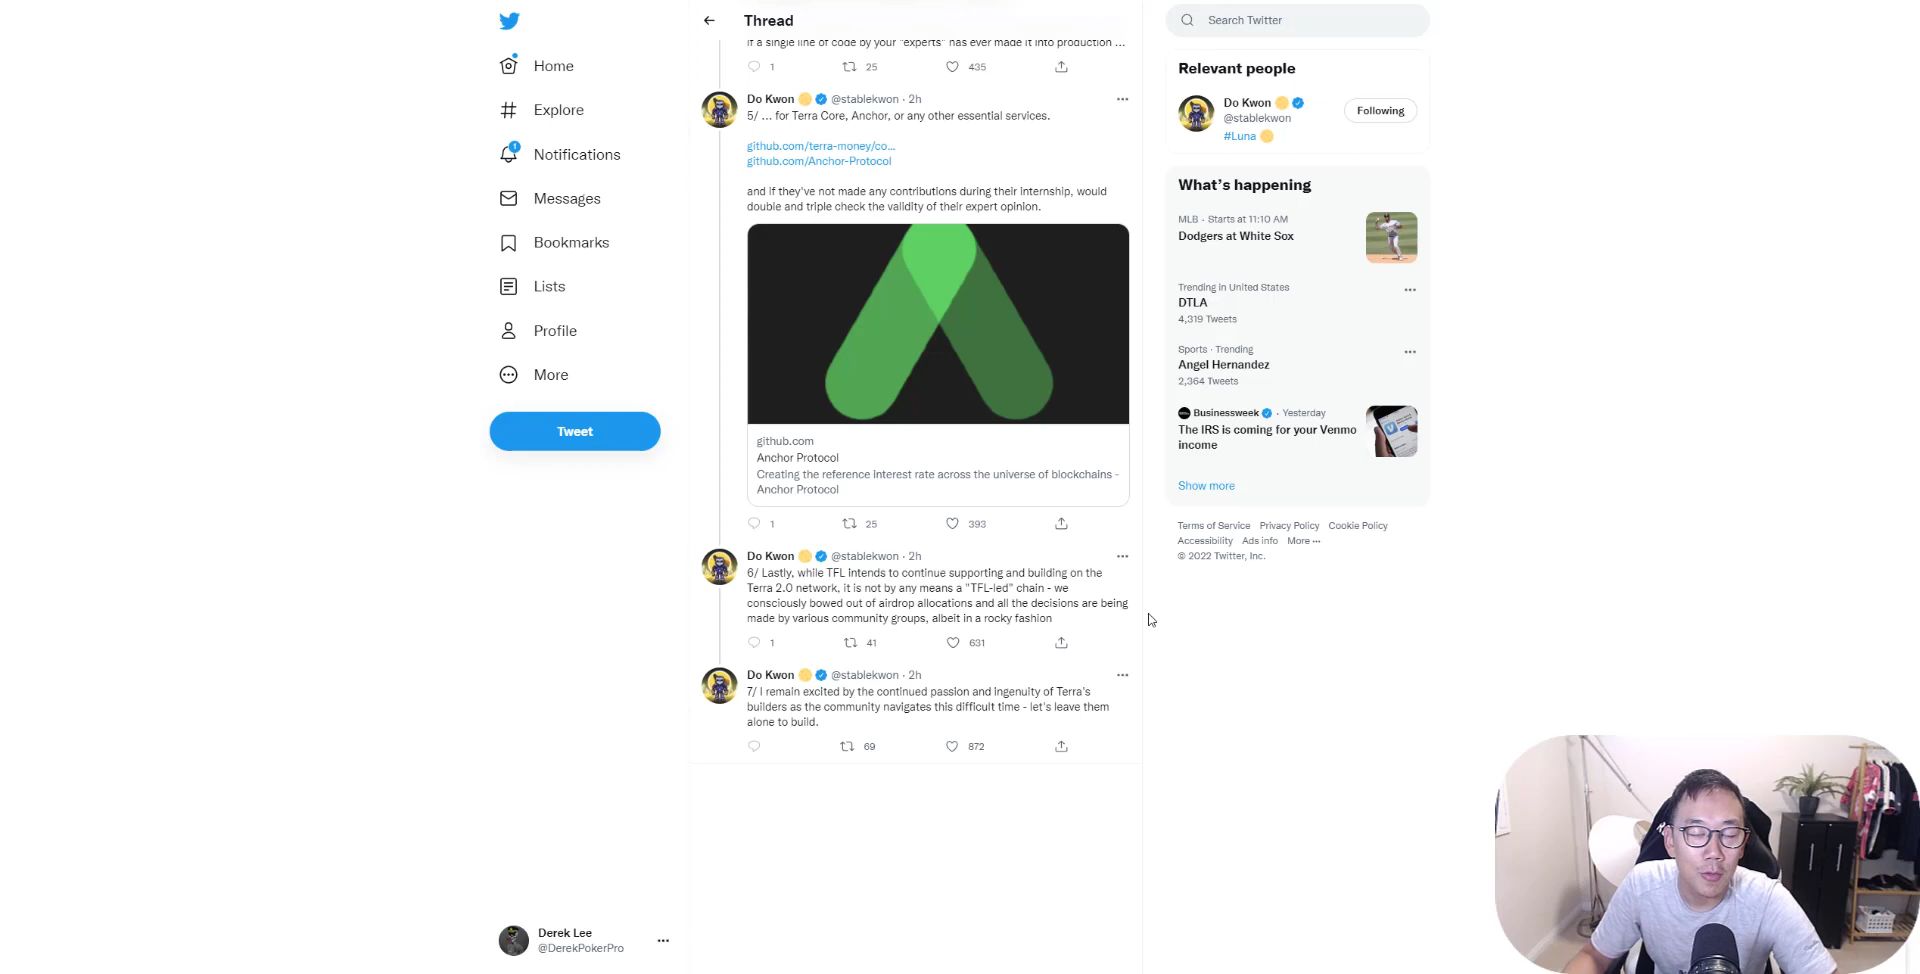 Thread
Search Twitter
if a single line of code by your "experts" has ever made it into production ...
1 25 435
Home
Explore
Notifications
1
Messages
Bookmarks
Lists
Profile
More
Tweet
Derek Lee
@DerekPokerPro
Do Kwon @stablekwon · 2h
5/ ... for Terra Core, Anchor, or any other essential services.
github.com/terra-money/co...
github.com/Anchor-Protocol
and if they've not made any contributions during their internship, would
double and triple check the validity of their expert opinion.
github.com
Anchor Protocol
Creating the reference interest rate across the universe of blockchains -
Anchor Protocol
1 25 393
Do Kwon @stablekwon · 2h
6/ Lastly, while TFL intends to continue supporting and building on the
Terra 2.0 network, it is not by any means a "TFL-led" chain - we
consciously bowed out of airdrop allocations and all the decisions are being
made by various community groups, albeit in a rocky fashion
1 41 631
Do Kwon @stablekwon · 2h
7/ I remain excited by the continued passion and ingenuity of Terra's
builders as the community navigates this difficult time - let's leave them
alone to build.
69 872
Relevant people
Do Kwon
@stablekwon
#Luna
Following
What's happening
MLB · Starts at 11:10 AM
Dodgers at White Sox
Trending in United States
DTLA
4,319 Tweets
Sports · Trending
Angel Hernandez
2,364 Tweets
Businessweek · Yesterday
The IRS is coming for your Venmo
income
Show more
Terms of Service Privacy Policy Cookie Policy
Accessibility Ads info More ···
© 2022 Twitter, Inc.